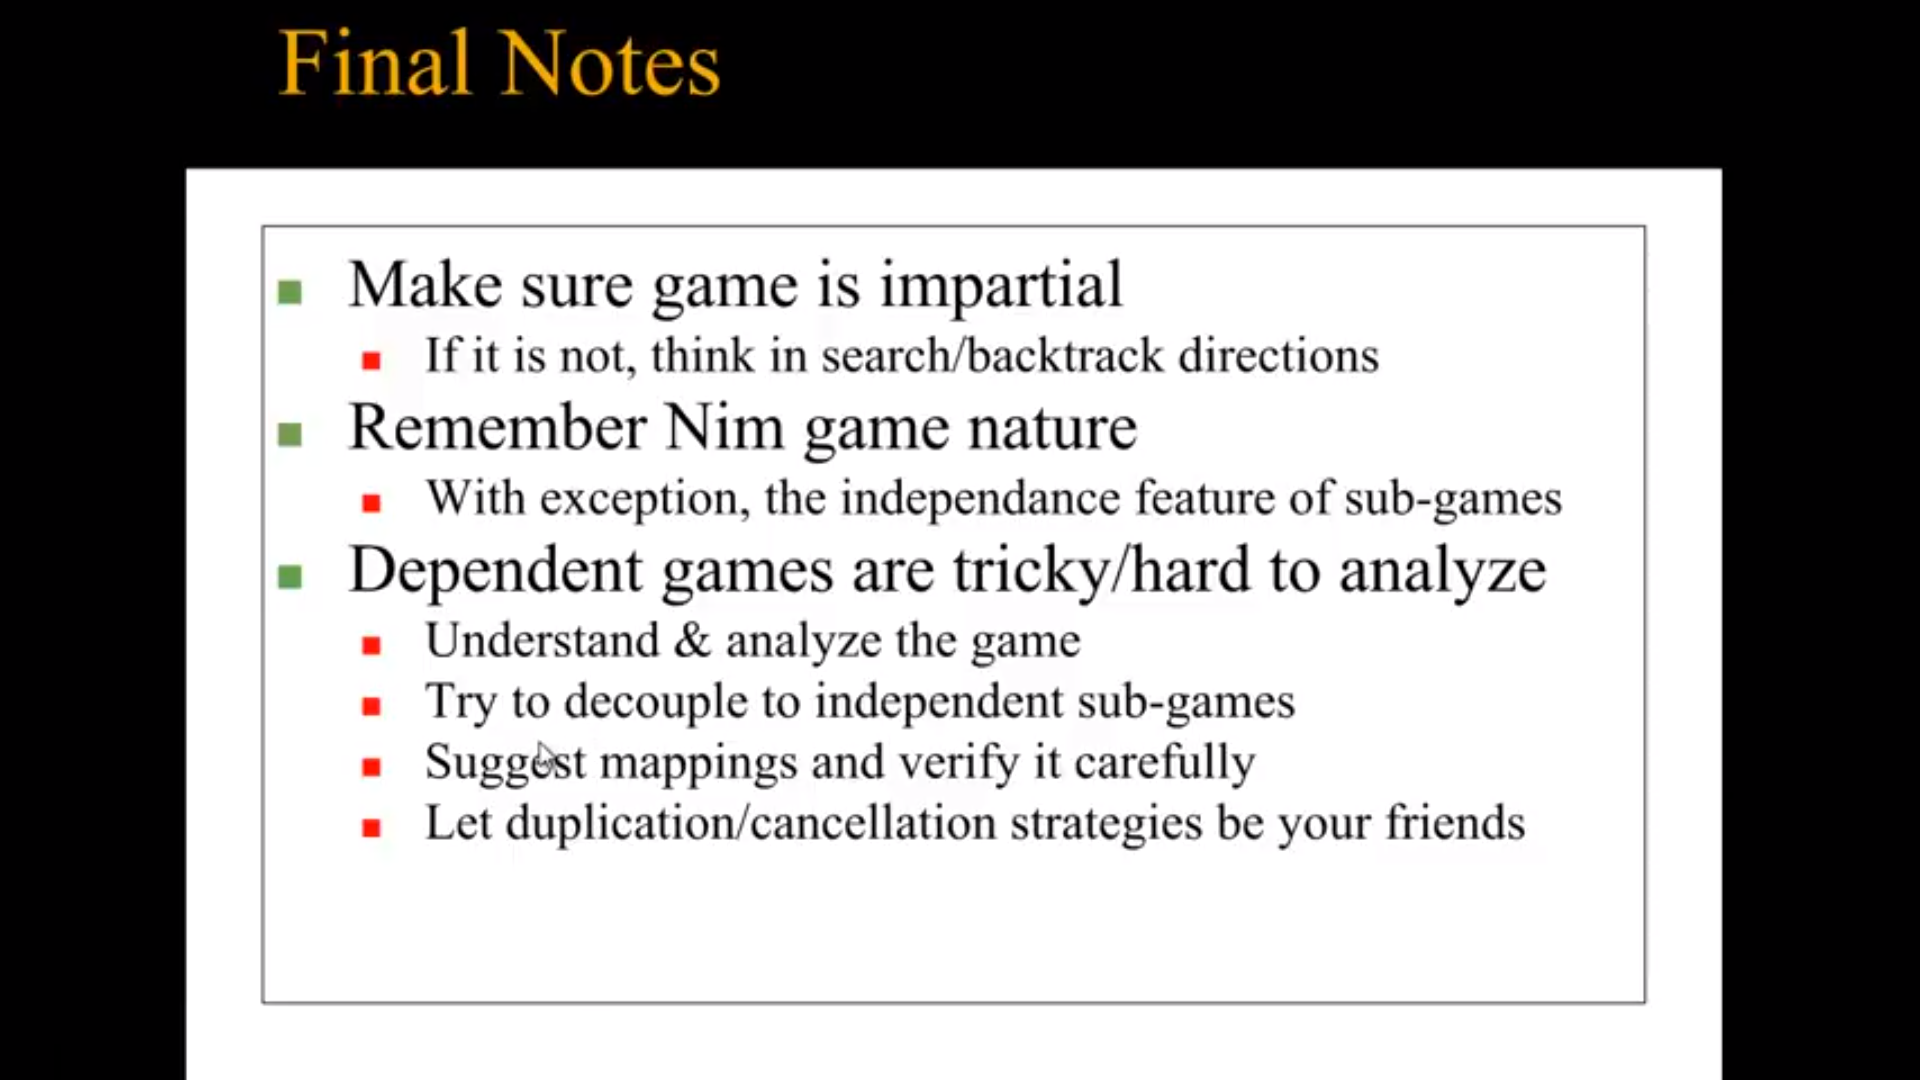 Final Notes
Make sure game is impartial
If it is not, think in search/backtrack directions
Remember Nim game nature
With exception, the independance feature of sub-games
Dependent games are tricky/hard to analyze
Understand & analyze the game
Try to decouple to independent sub-games
Suggest mappings and verify it carefully
Let duplication/cancellation strategies be your friends